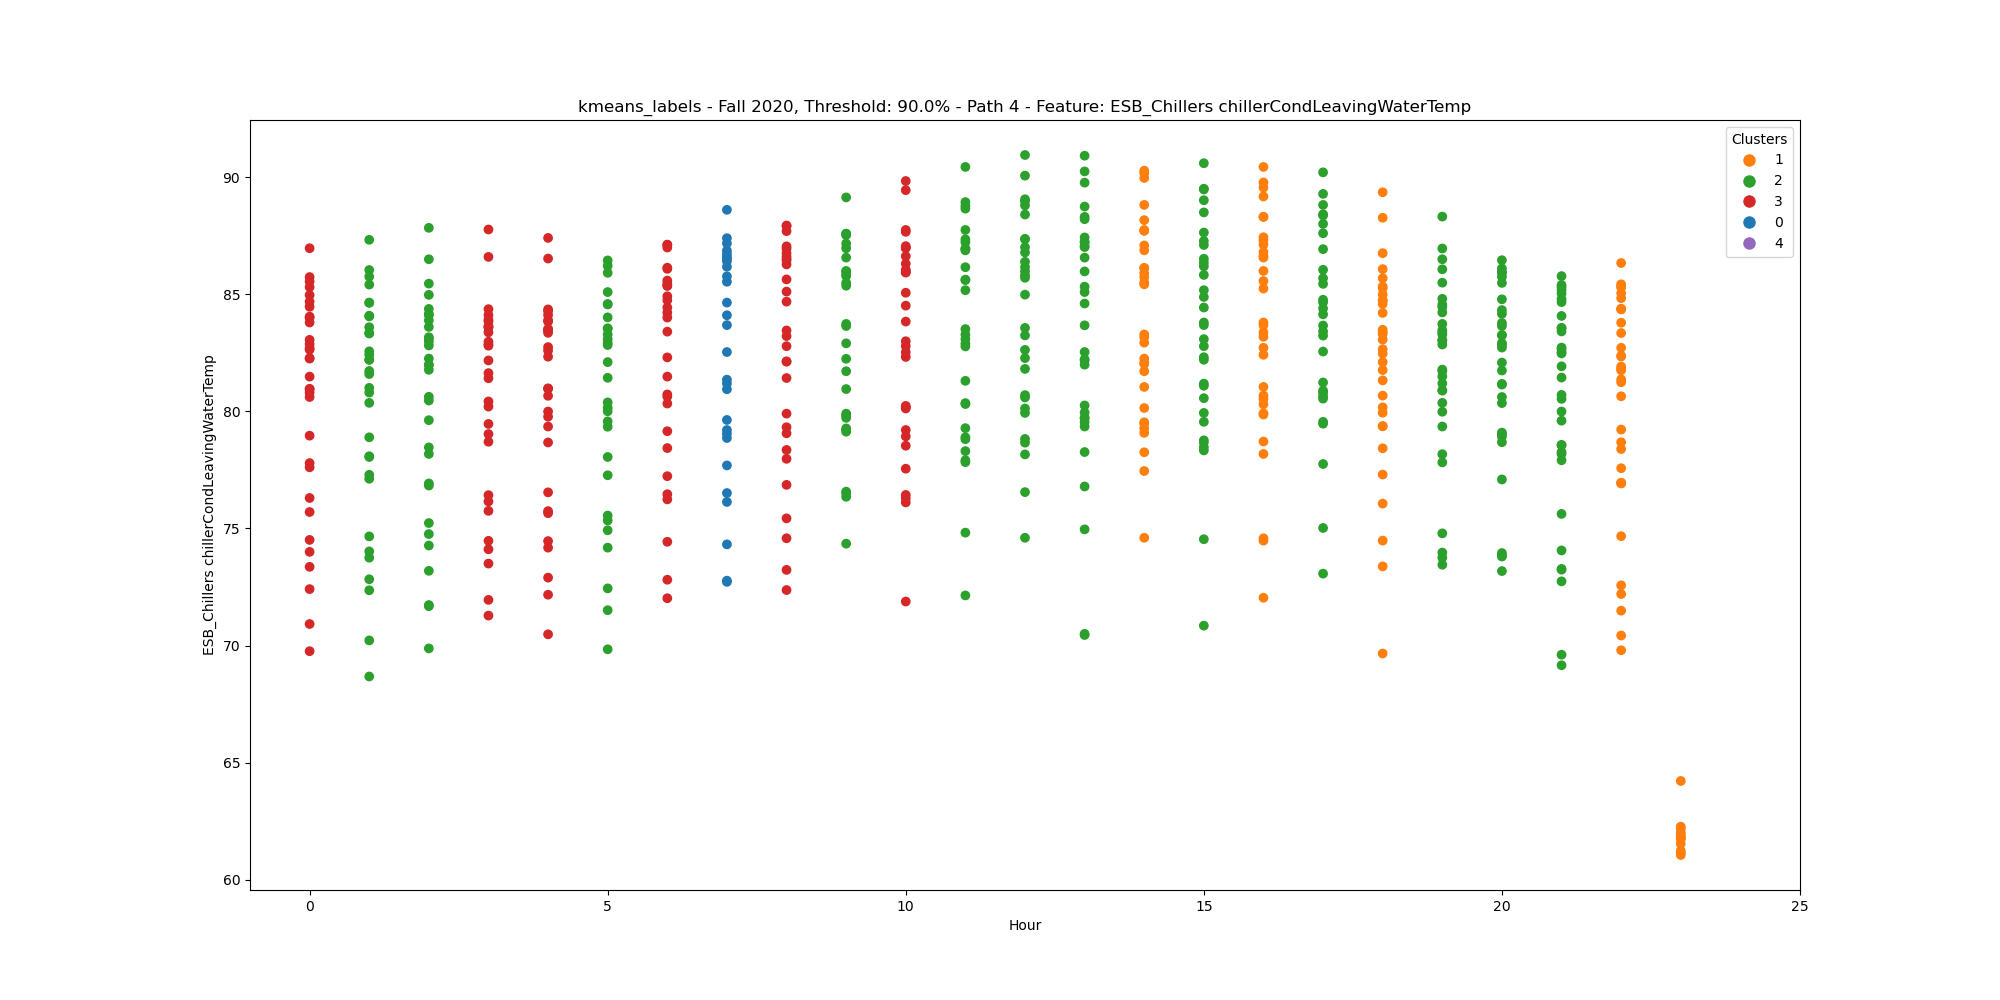 kmeans_labels - Fall 2020, Threshold: 90.0% - Path 4 - Feature: ESB_Chillers chillerCondLeavingWaterTemp
Clusters
1
2
3
0
4
ESB_Chillers chillerCondLeavingWaterTemp
90
85
80
75
70
65
60
0 5 10 15 20 25
Hour